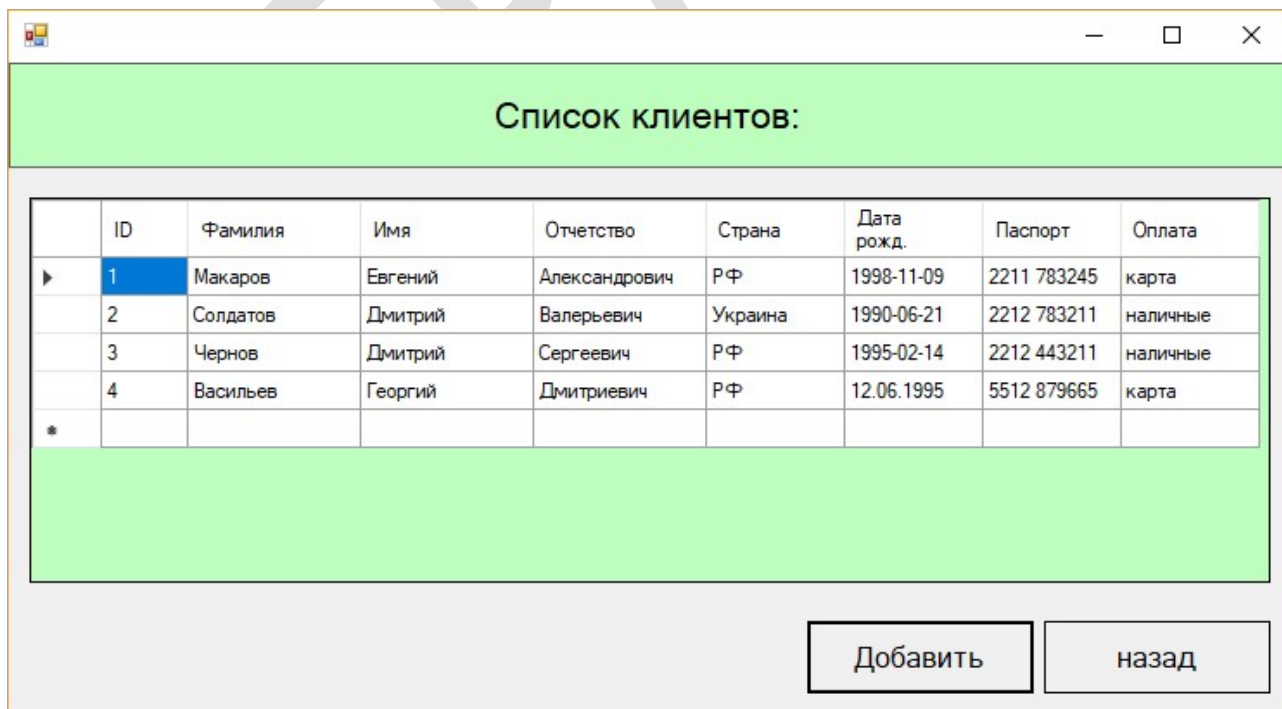 Список клиентов:
ID Фамилия Имя Отчетство Страна Дата рожд. Паспорт Оплата
1 Макаров Евгений Александрович РФ 1998-11-09 2211 783245 карта
2 Солдатов Дмитрий Валерьевич Украина 1990-06-21 2212 783211 наличные
3 Чернов Дмитрий Сергеевич РФ 1995-02-14 2212 443211 наличные
4 Васильев Георгий Дмитриевич РФ 12.06.1995 5512 879665 карта
Добавить назад